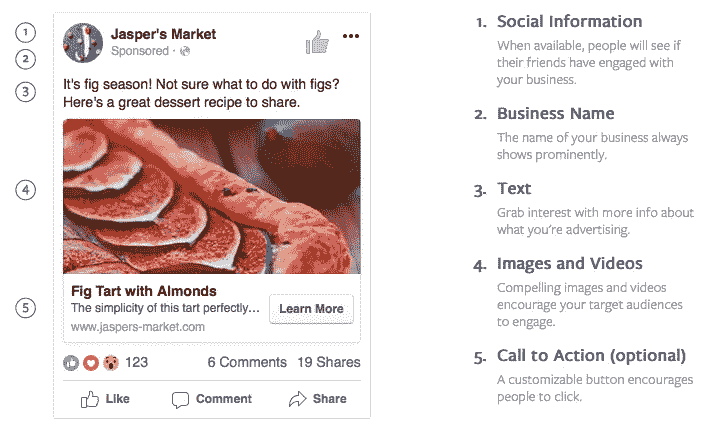 1
2
3
4
5
Jasper's Market
Sponsored ·
It's fig season! Not sure what to do with figs?
Here's a great dessert recipe to share.
Fig Tart with Almonds
The simplicity of this tart perfectly...
www.jaspers-market.com
Learn More
123
6 Comments 19 Shares
Like Comment Share
1. Social Information
When available, people will see if
their friends have engaged with
your business.
2. Business Name
The name of your business always
shows prominently.
3. Text
Grab interest with more info about
what you're advertising.
4. Images and Videos
Compelling images and videos
encourage your target audiences
to engage.
5. Call to Action (optional)
A customizable button encourages
people to click.